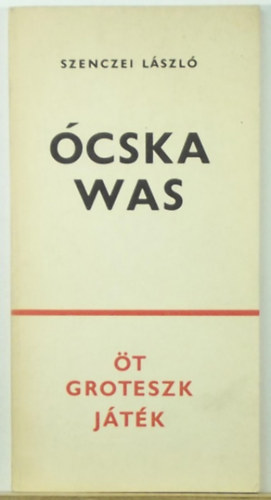 SZENCZEI LÁSZLÓ
ÓCSKA
WAS
ÖT
GROTESZK
JÁTÉK